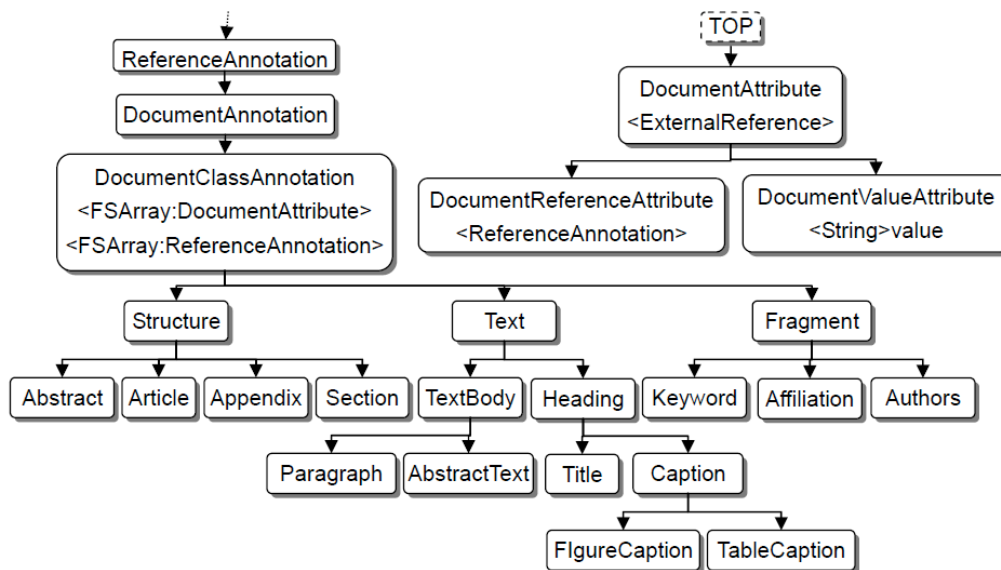 TOP
ReferenceAnnotation
DocumentAnnotation
DocumentAttribute
<ExternalReference>
DocumentClassAnnotation
<FSArray:DocumentAttribute>
<FSArray:ReferenceAnnotation>
DocumentReferenceAttribute
<ReferenceAnnotation>
DocumentValueAttribute
<String>value
Structure
Text
Fragment
Abstract
Article
Appendix
Section
TextBody
Heading
Keyword
Affiliation
Authors
Paragraph
AbstractText
Title
Caption
FIgureCaption
TableCaption